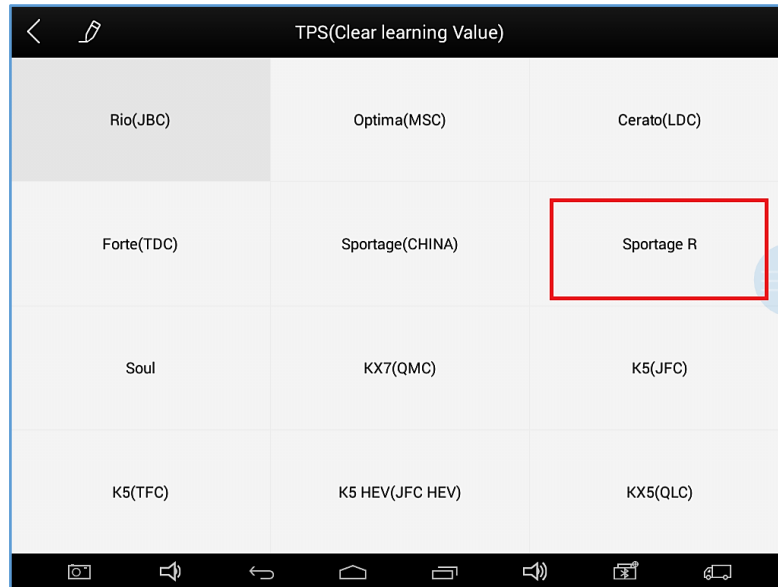 TPS(Clear learning Value)
Rio(JBC)
Optima(MSC)
Cerato(LDC)
Forte(TDC)
Sportage(CHINA)
Sportage R
Soul
KX7(QMC)
K5(JFC)
K5(TFC)
K5 HEV(JFC HEV)
KX5(QLC)